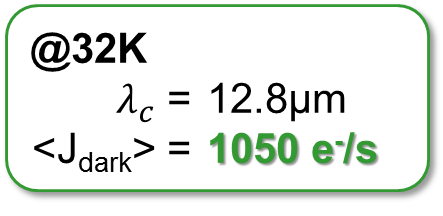 @32K
λc = 12.8µm
<Jdark> = 1050 e-/s